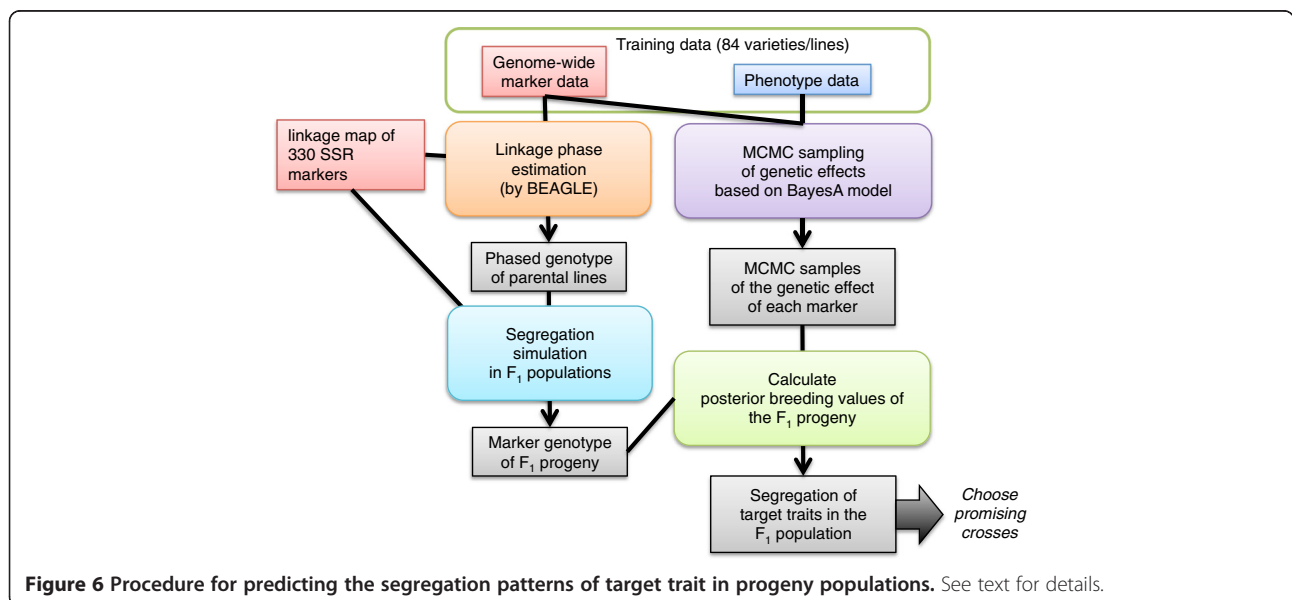 Training data (84 varieties/lines)
Genome-wide
marker data
Phenotype data
linkage map of
330 SSR
markers
Linkage phase
estimation
(by BEAGLE)
MCMC sampling
of genetic effects
based on BayesA model
Phased genotype
of parental lines
MCMC samples
of the genetic effect
of each marker
Segregation
simulation
in F1 populations
Calculate
posterior breeding values of
the F1 progeny
Marker genotype
of F1 progeny
Segregation of
target traits in the
F1 population
Choose
promising
crosses
Figure 6 Procedure for predicting the segregation patterns of target trait in progeny populations. See text for details.